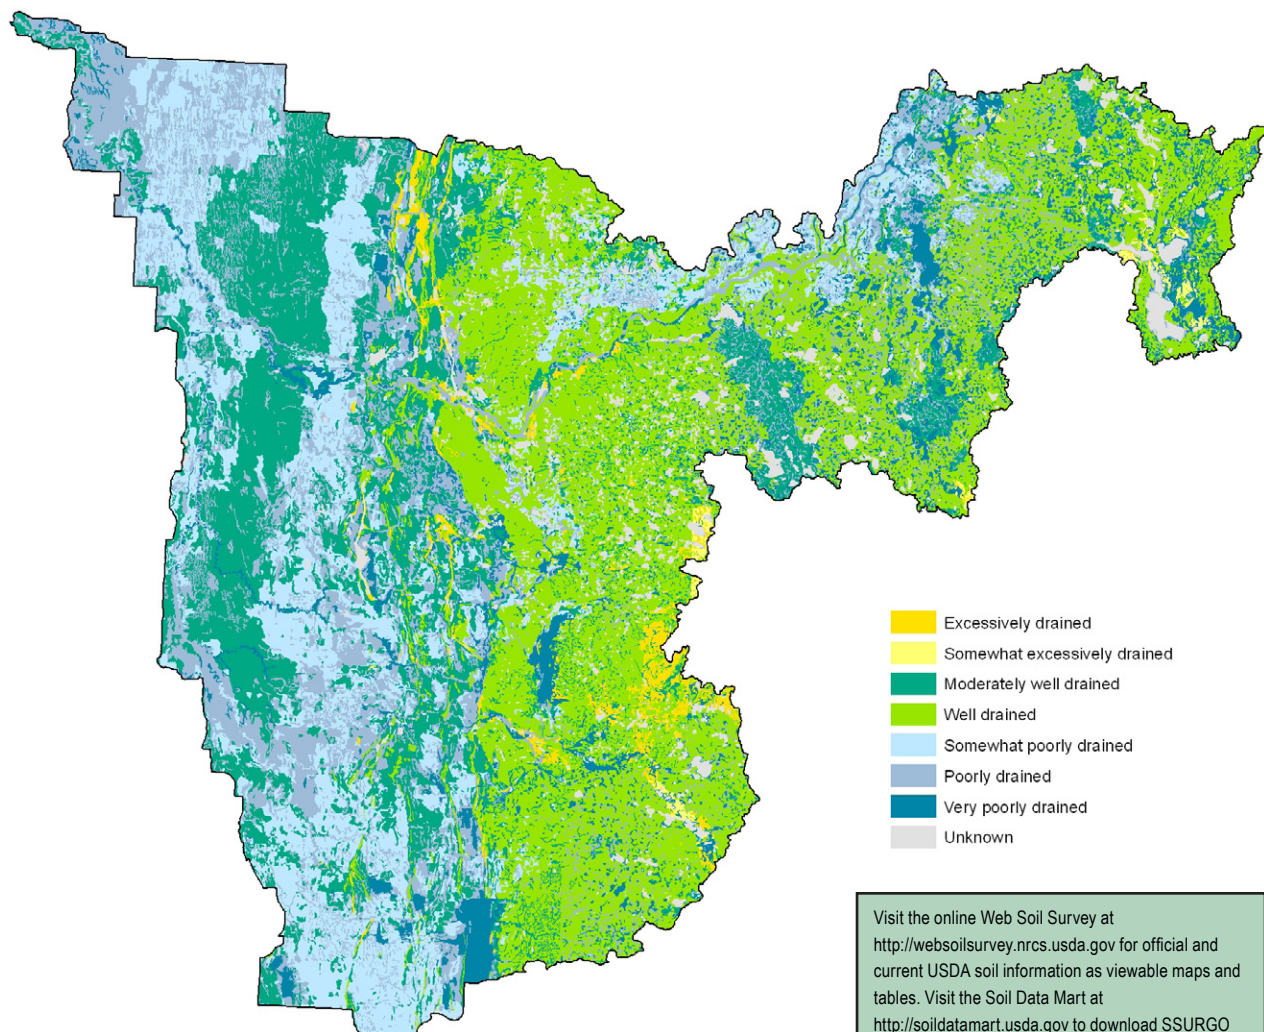 Excessively drained
Somewhat excessively drained
Moderately well drained
Well drained
Somewhat poorly drained
Poorly drained
Very poorly drained
Unknown
Visit the online Web Soil Survey at
http://websoilsurvey.nrcs.usda.gov for official and
current USDA soil information as viewable maps and
tables. Visit the Soil Data Mart at
http://soildatamart.usda.gov to download SSURGO